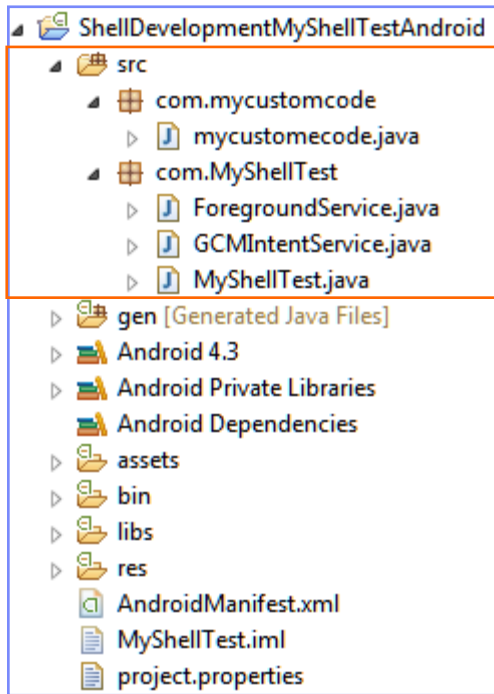 ShellDevelopmentMyShellTestAndroid
src
com.mycustomcode
mycustomecode.java
com.MyShellTest
ForegroundService.java
GCMIntentService.java
MyShellTest.java
gen [Generated Java Files]
Android 4.3
Android Private Libraries
Android Dependencies
assets
bin
libs
res
AndroidManifest.xml
MyShellTest.iml
project.properties